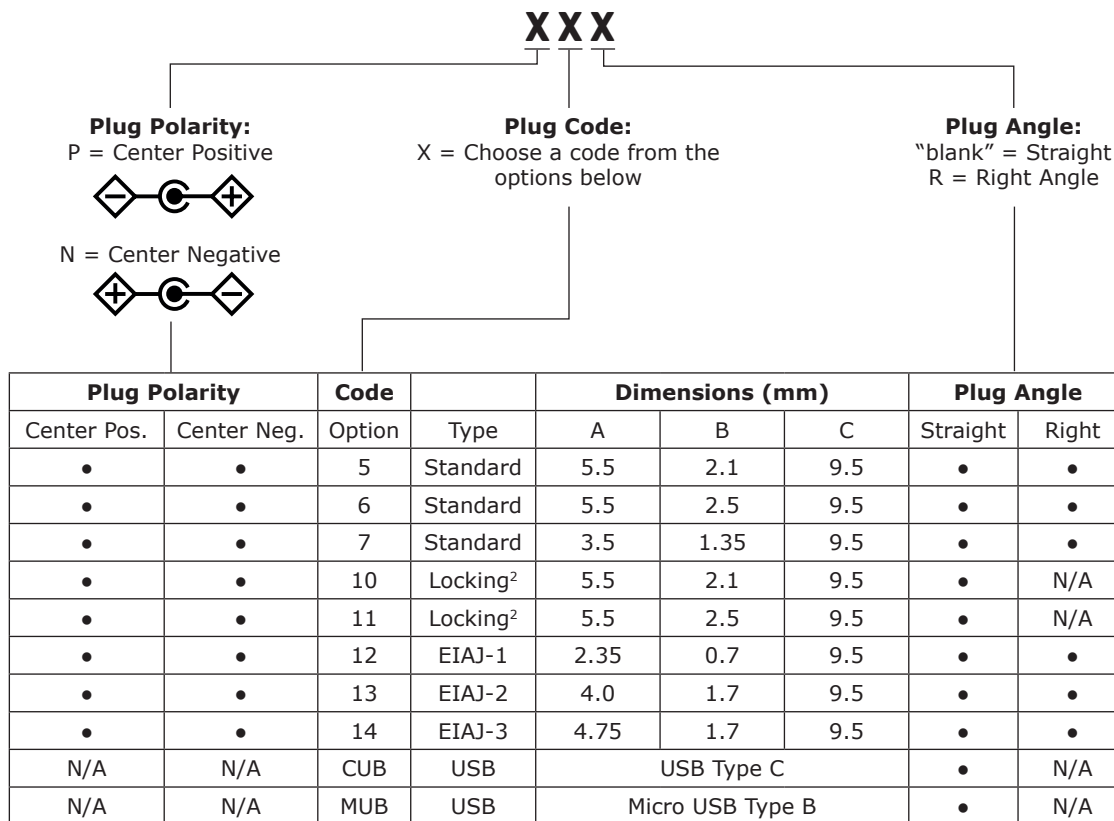 X X X
Plug Polarity:
P = Center Positive
N = Center Negative
Plug Code:
X = Choose a code from the
options below
Plug Angle:
“blank” = Straight
R = Right Angle
Plug Polarity Code Dimensions (mm) Plug Angle
Center Pos. Center Neg. Option Type A B C Straight Right
● ● 5 Standard 5.5 2.1 9.5 ● ●
● ● 6 Standard 5.5 2.5 9.5 ● ●
● ● 7 Standard 3.5 1.35 9.5 ● ●
● ● 10 Locking² 5.5 2.1 9.5 ● N/A
● ● 11 Locking² 5.5 2.5 9.5 ● N/A
● ● 12 EIAJ-1 2.35 0.7 9.5 ● ●
● ● 13 EIAJ-2 4.0 1.7 9.5 ● ●
● ● 14 EIAJ-3 4.75 1.7 9.5 ● ●
N/A N/A CUB USB USB Type C ● N/A
N/A N/A MUB USB Micro USB Type B ● N/A